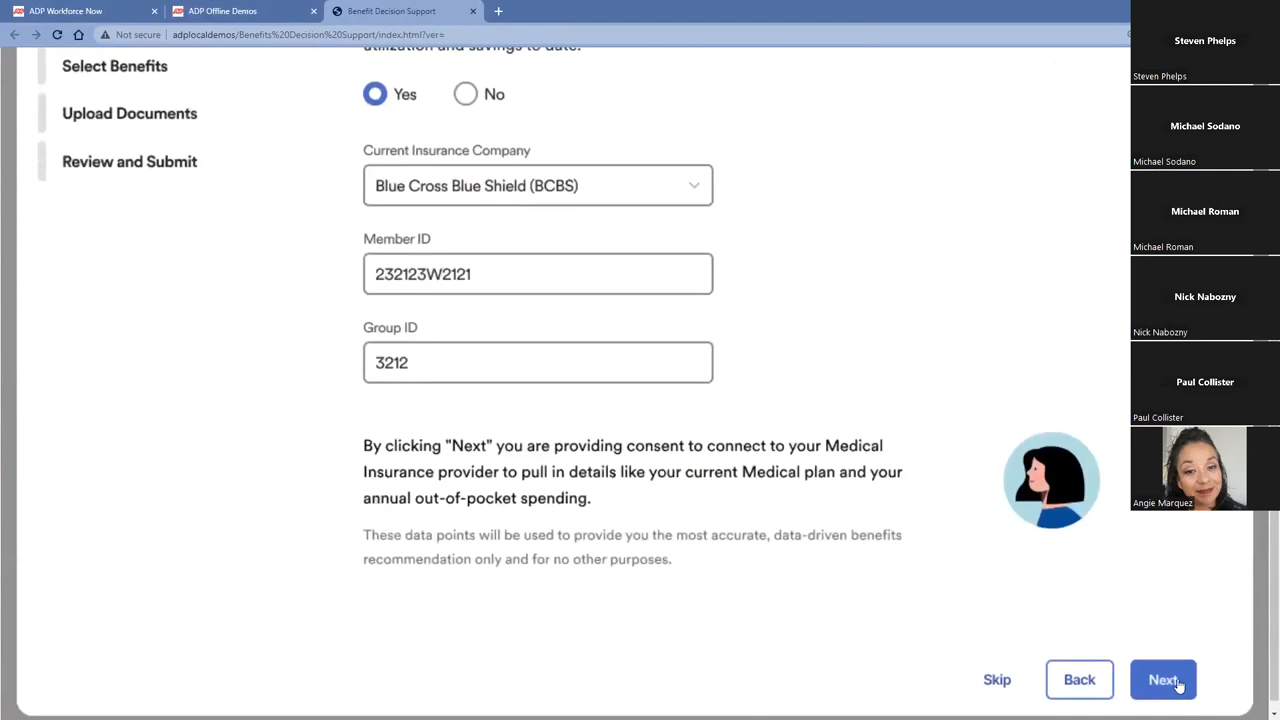 ADP Workforce Now
ADP Offline Demos
Benefit Decision Support
Not secure
adplocaldemos/Benefits%20Decision%20Support/index.html?ver=
utilization and savings to date.
Select Benefits
Upload Documents
Review and Submit
Yes
No
Current Insurance Company
Blue Cross Blue Shield (BCBS)
Member ID
232123W2121
Group ID
3212
By clicking "Next" you are providing consent to connect to your Medical
Insurance provider to pull in details like your current Medical plan and your
annual out-of-pocket spending.
These data points will be used to provide you the most accurate, data-driven benefits
recommendation only and for no other purposes.
Skip
Back
Next
Steven Phelps
Steven Phelps
Michael Sodano
Michael Sodano
Michael Roman
Michael Roman
Nick Nabozny
Nick Nabozny
Paul Collister
Paul Collister
Angie Marquez